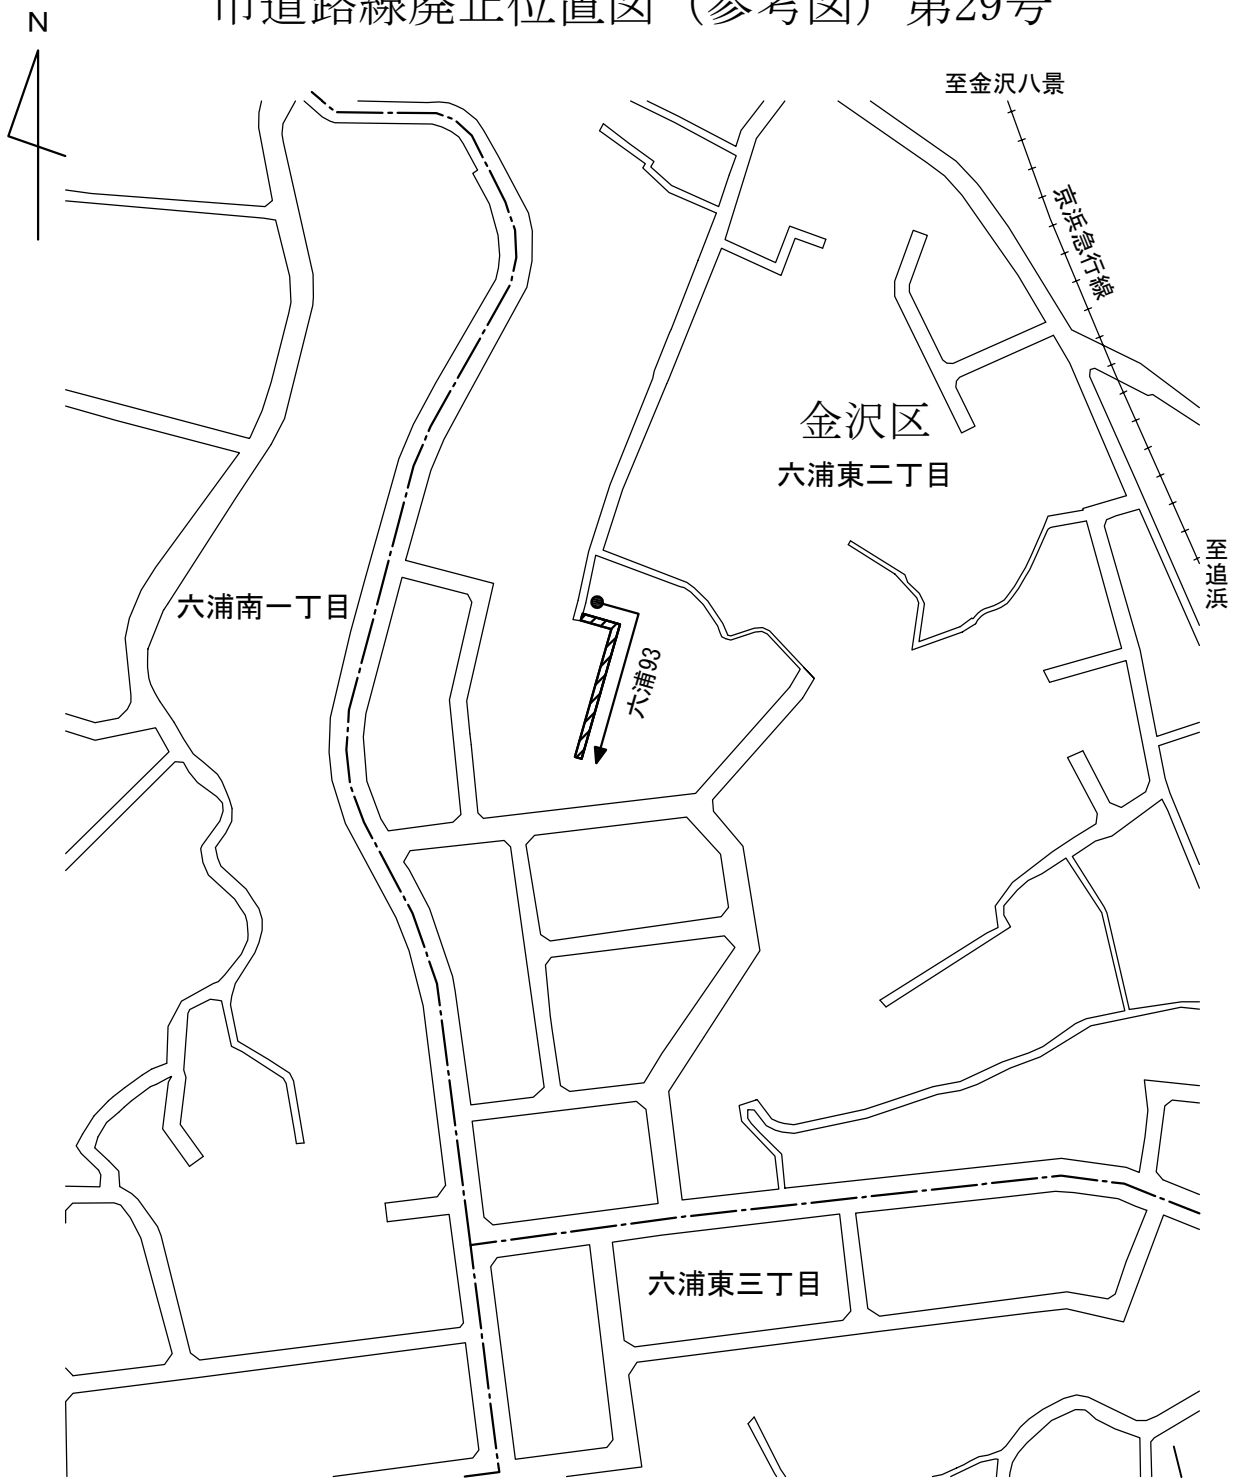 市道路線廃止位置図（参考図）第29号
N
至金沢八景
京浜急行線
金沢区
六浦東二丁目
至追浜
六浦南一丁目
六浦93
六浦東三丁目